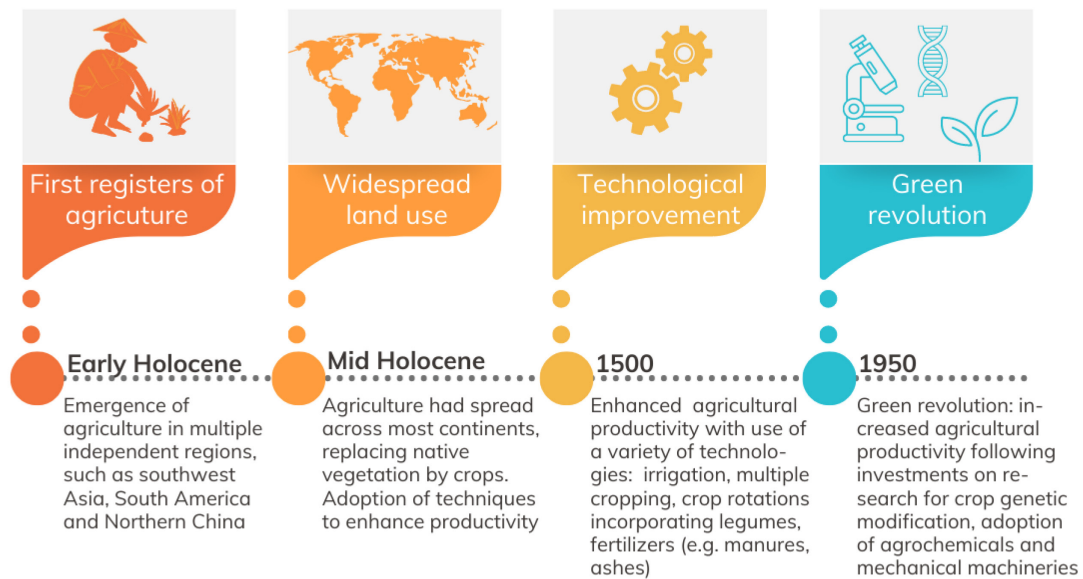 First registers of
agricuture
Widespread
land use
Technological
improvement
Green
revolution
Early Holocene
Emergence of
agriculture in multiple
independent regions,
such as southwest
Asia, South America
and Northern China
Mid Holocene
Agriculture had spread
across most continents,
replacing native
vegetation by crops.
Adoption of techniques
to enhance productivity
1500
Enhanced agricultural
productivity with use of
a variety of technolo-
gies: irrigation, multiple
cropping, crop rotations
incorporating legumes,
fertilizers (e.g. manures,
ashes)
1950
Green revolution: in-
creased agricultural
productivity following
investments on re-
search for crop genetic
modification, adoption
of agrochemicals and
mechanical machineries